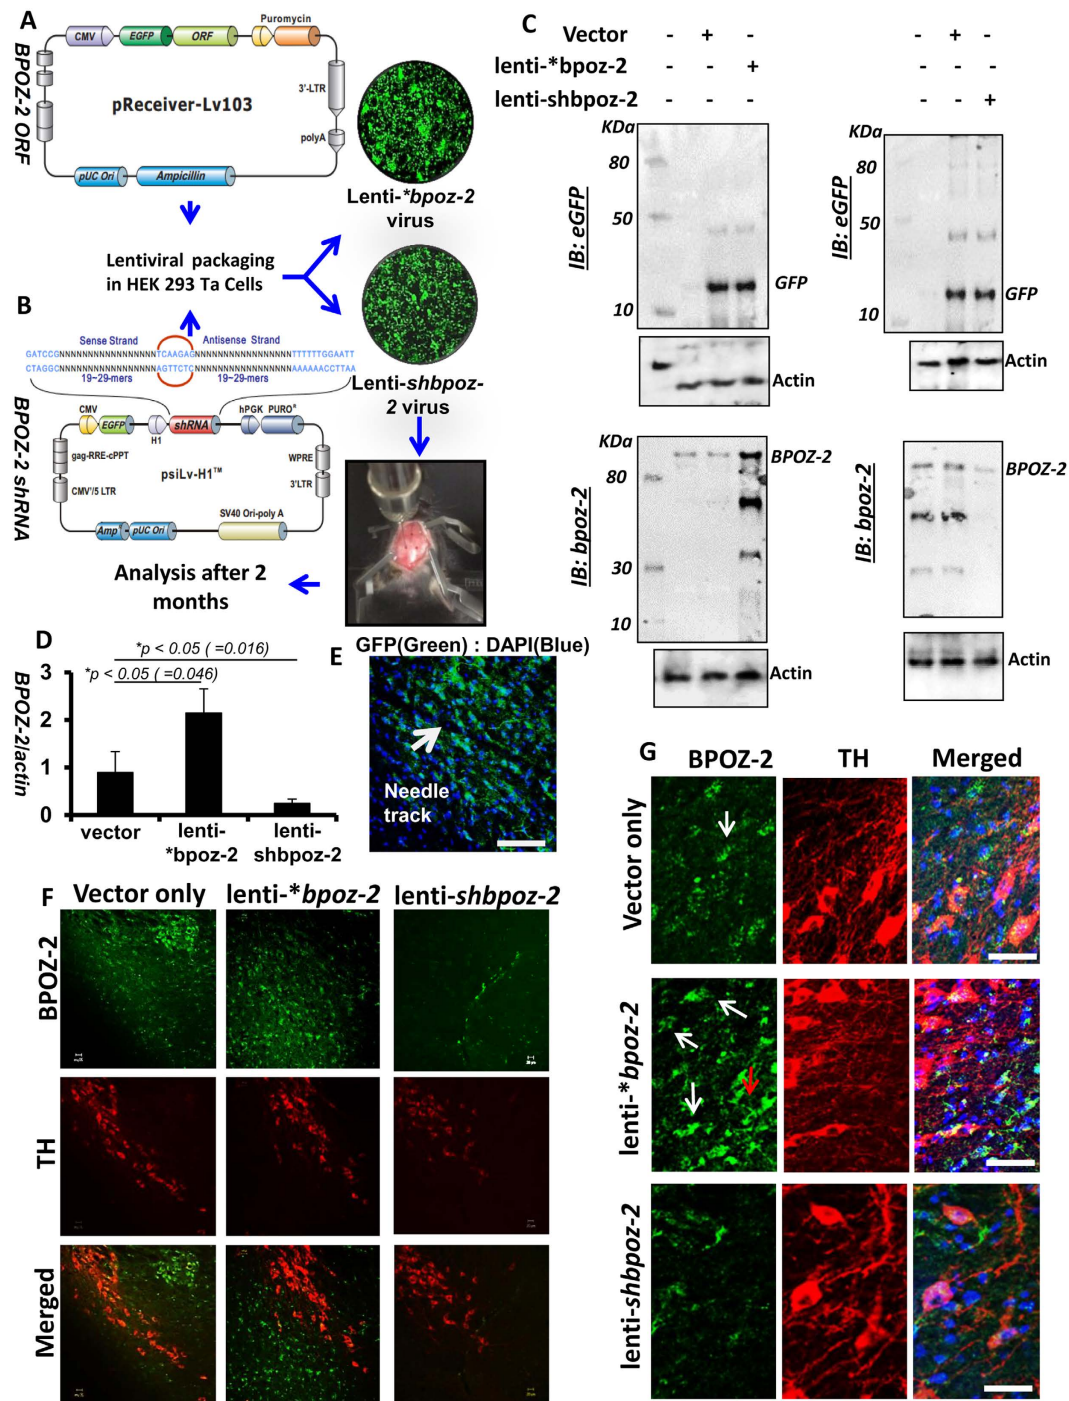 A
BPOZ-2 ORF
CMV
EGFP
ORF
Puromycin
pReceiver-Lv103
3'-LTR
polyA
pUC Ori
Ampicillin
Lenti-*bpoz-2
virus
Lentiviral packaging
in HEK 293 Ta Cells
Lenti-shbpoz-
2 virus
B
BPOZ-2 shRNA
Sense Strand
Antisense Strand
GATCCGNNNNNNNNNNNNNNNNNTCAAGAGNNNNNNNNNNNNNNNNNTTTTTTGGAATT
CTAGGCNNNNNNNNNNNNNNNNNAGTTCTCNNNNNNNNNNNNNNNNNAAAAAACCTTAA
19~29-mers
19~29-mers
CMV
EGFP
H1
shRNA
hPGK
PURO
gag-RRE-cPPT
WPRE
psiLv-H1™
CMV/5 LTR
3'LTR
SV40 Ori-poly A
Amp
pUC Ori
Analysis after 2
months
C
Vector - + - - + -
lenti-*bpoz-2 - - + - - -
lenti-shbpoz-2 - - - - - +
KDa
80
50
10
IB: eGFP
GFP
Actin
KDa
80
50
10
IB: eGFP
GFP
Actin
KDa
80
30
10
IB: bpoz-2
BPOZ-2
Actin
IB: bpoz-2
BPOZ-2
Actin
D
*p < 0.05 ( =0.016)
*p < 0.05 ( =0.046)
BPOZ-2/actin
3
2
1
0
vector
lenti-
*bpoz-2
lenti-
shbpoz-2
E
GFP(Green) : DAPI(Blue)
Needle
track
F
Vector only
lenti-*bpoz-2
lenti-shbpoz-2
BPOZ-2
TH
Merged
G
BPOZ-2
TH
Merged
Vector only
lenti-*bpoz-2
lenti-shbpoz-2